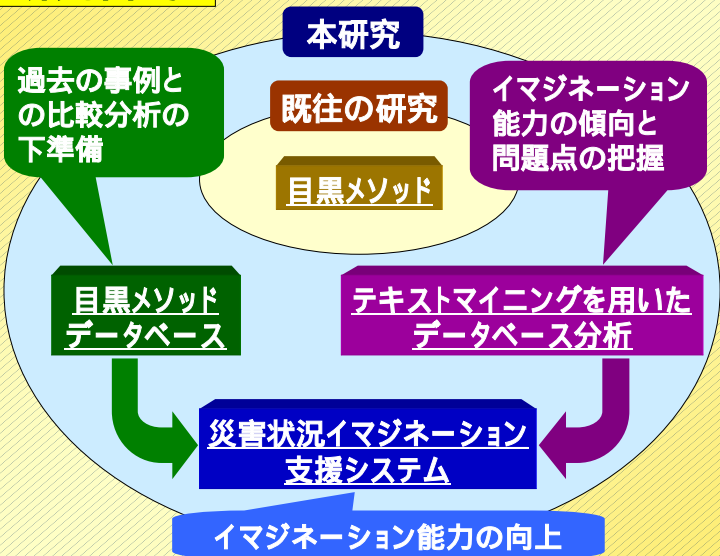 本研究
過去の事例と
の比較分析の
下準備
既往の研究
イマジネーション
能力の傾向と
問題点の把握
目黒メソッド
目黒メソッド
データベース
テキストマイニングを用いた
データベース分析
災害状況イマジネーション
支援システム
イマジネーション能力の向上